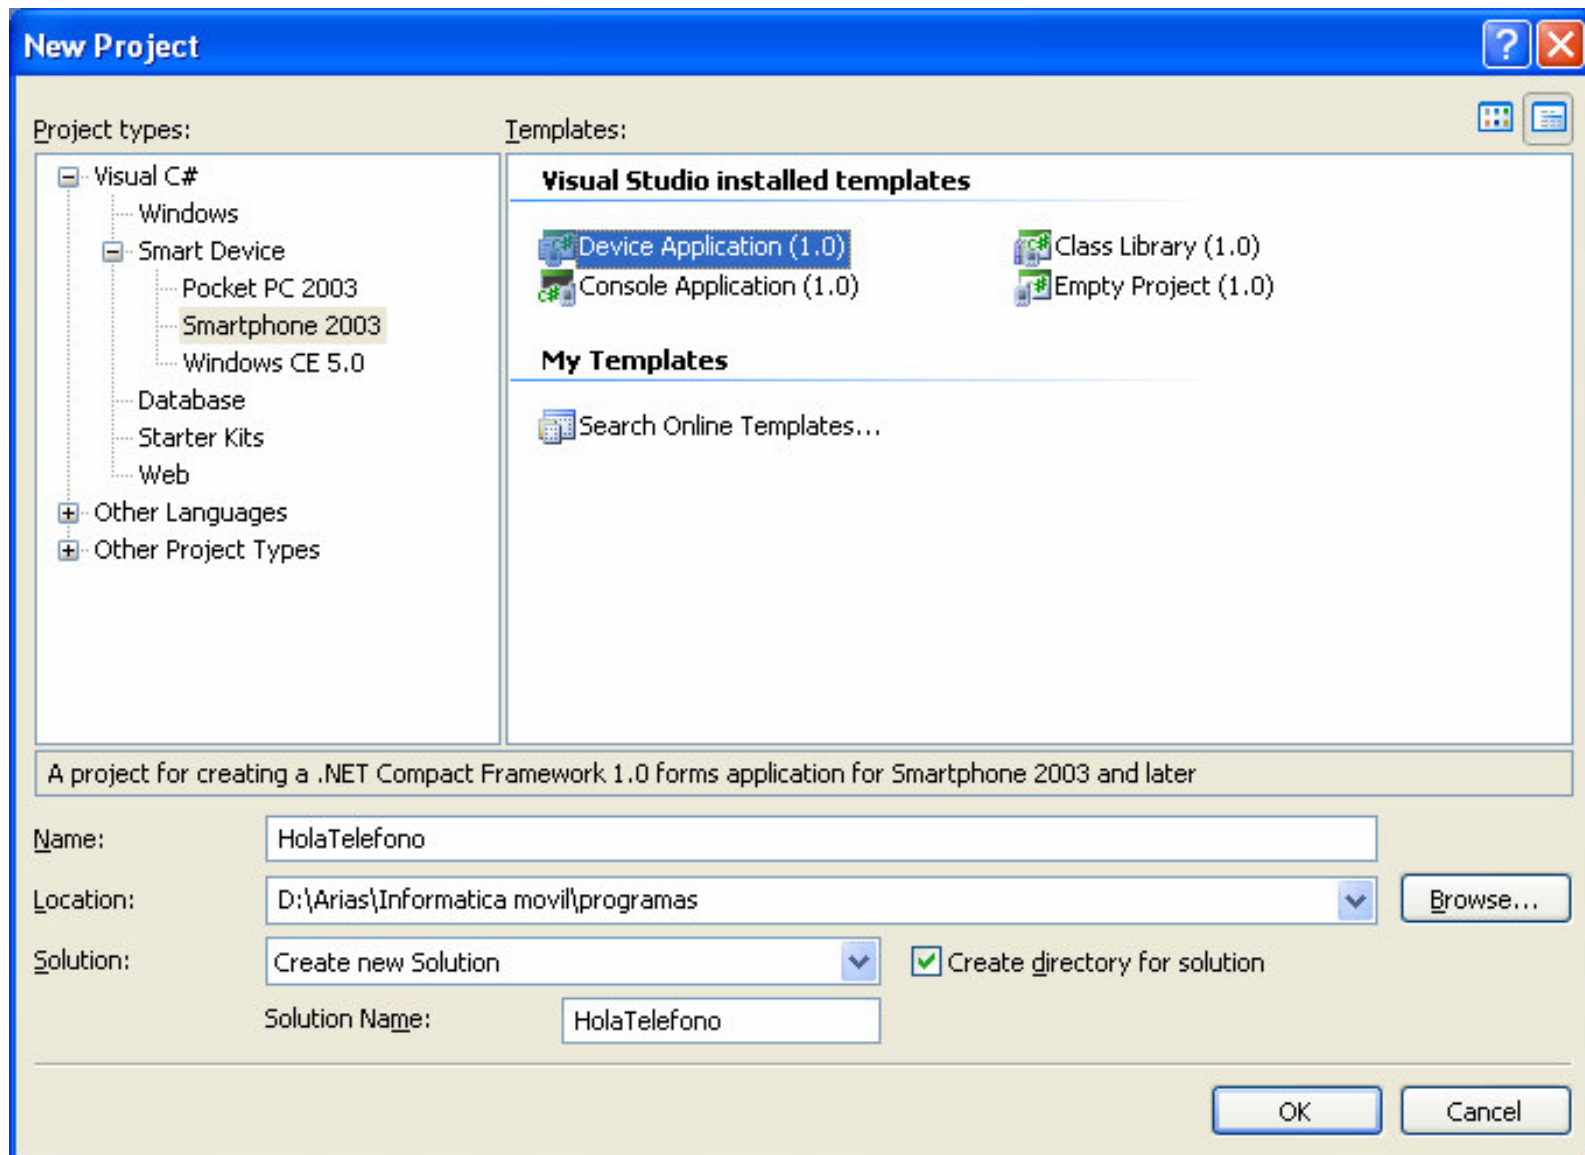 New Project
Project types:
Templates:
Visual C#
Windows
Smart Device
Pocket PC 2003
Smartphone 2003
Windows CE 5.0
Database
Starter Kits
Web
Other Languages
Other Project Types
Visual Studio installed templates
Device Application (1.0)
Class Library (1.0)
Console Application (1.0)
Empty Project (1.0)
My Templates
Search Online Templates...
A project for creating a .NET Compact Framework 1.0 forms application for Smartphone 2003 and later
Name:
HolaTelefono
Location:
D:\Arias\Informatica movil\programas
Browse...
Solution:
Create new Solution
Create directory for solution
Solution Name:
HolaTelefono
OK
Cancel